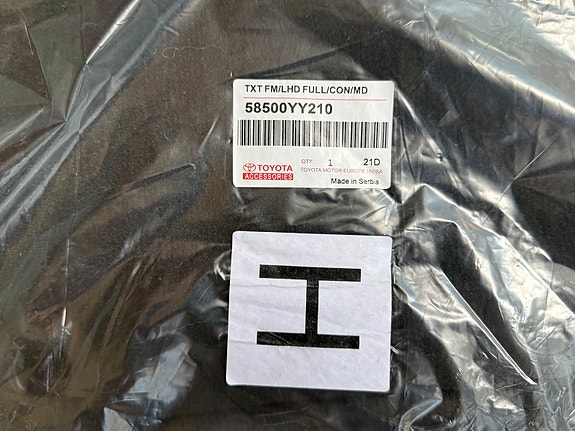 TXT FM/LHD FULL/CON/MD
58500YY210
TOYOTA
ACCESSORIES
QTY 1 21D
TOYOTA MOTOR EUROPE NV/SA
Made in Serbia
H